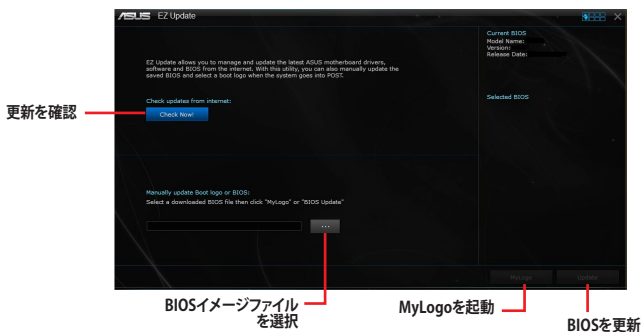 ASUS EZ Update
Current BIOS
Model Name:
Version:
Release Date:
EZ Update allows you to manage and update the latest ASUS motherboard drivers,
software and BIOS from the internet. With this utility, you can also manually update the
saved BIOS and select a boot logo when the system goes into POST.
Selected BIOS
Check updates from internet:
Check Now!
更新を確認
Manually update Boot logo or BIOS:
Select a downloaded BIOS file then click "MyLogo" or "BIOS Update"
...
MyLogo
Update
BIOSイメージファイル
を選択
MyLogoを起動
BIOSを更新